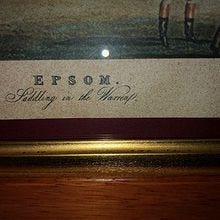 EPSOM.
Saddling in the Warren.